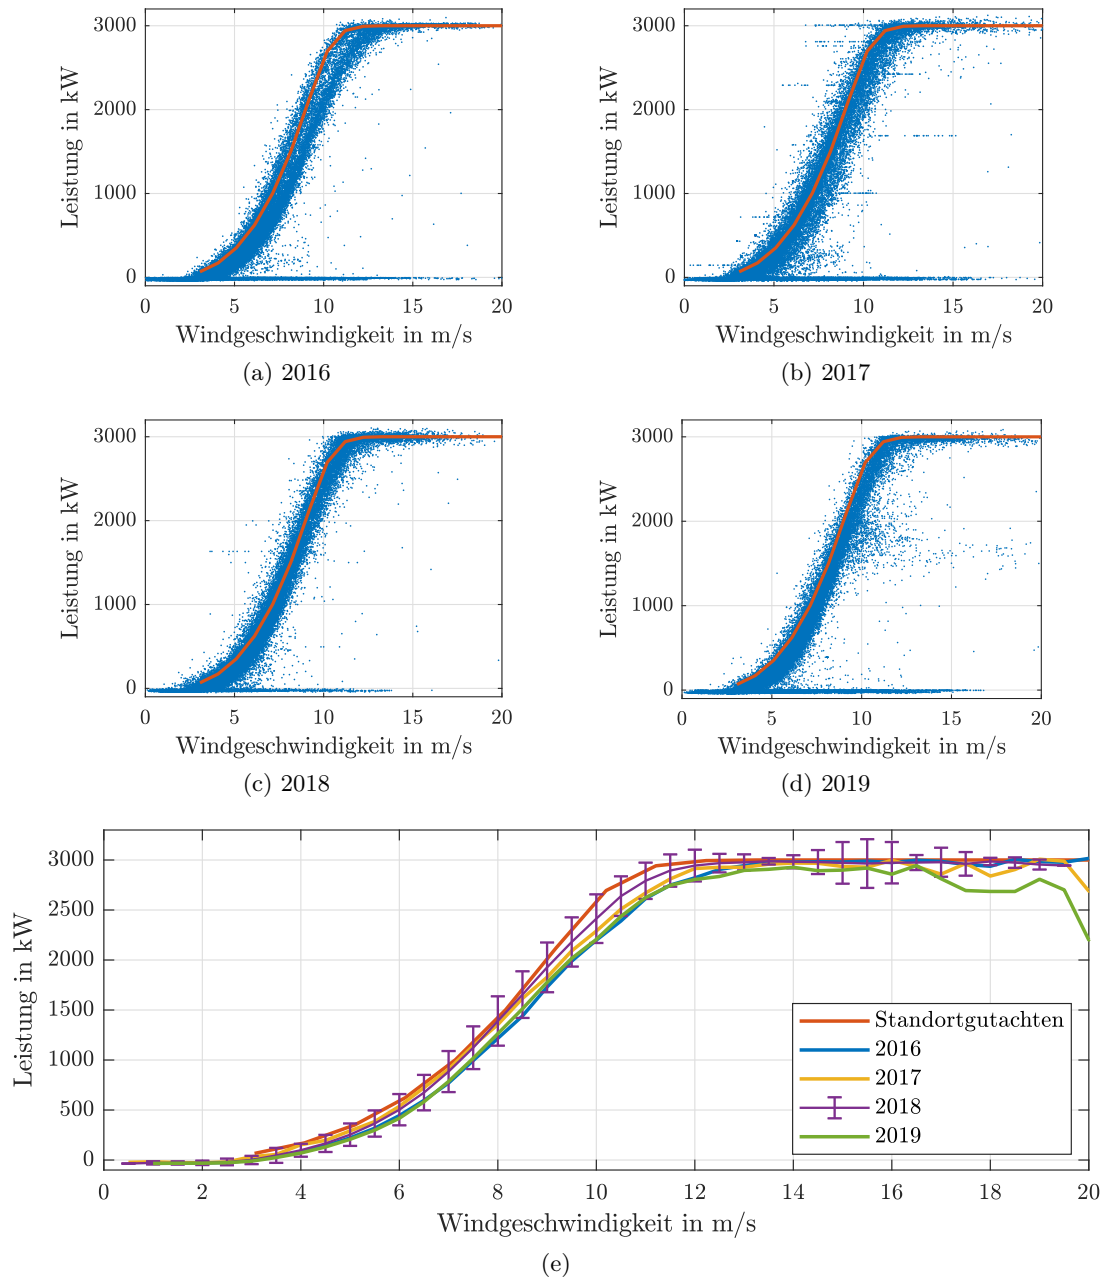 3000
2000
1000
0
Leistung in kW
0 5 10 15 20
Windgeschwindigkeit in m/s
(a) 2016
3000
2000
1000
0
Leistung in kW
0 5 10 15 20
Windgeschwindigkeit in m/s
(b) 2017
3000
2000
1000
0
Leistung in kW
0 5 10 15 20
Windgeschwindigkeit in m/s
(c) 2018
3000
2000
1000
0
Leistung in kW
0 5 10 15 20
Windgeschwindigkeit in m/s
(d) 2019
3000
2500
2000
1500
1000
500
0
Leistung in kW
Standortgutachten
2016
2017
2018
2019
0 2 4 6 8 10 12 14 16 18 20
Windgeschwindigkeit in m/s
(e)